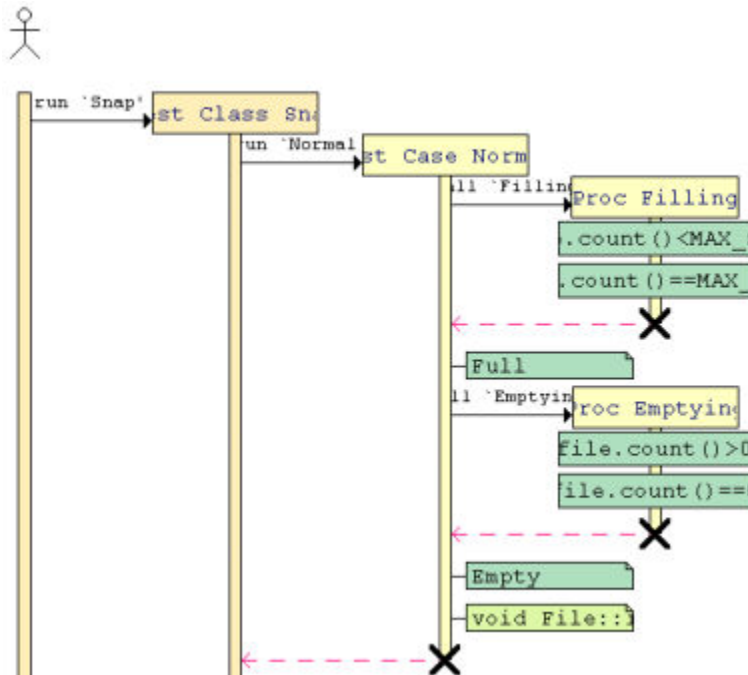 run `Snap'
st Class Sna
un `Normal
st Case Norm
ll `Filling
Proc Filling
.count()<MAX_
.count()==MAX_
Full
ll `Emptyin
roc Emptying
file.count()>0
file.count()==
Empty
void File::